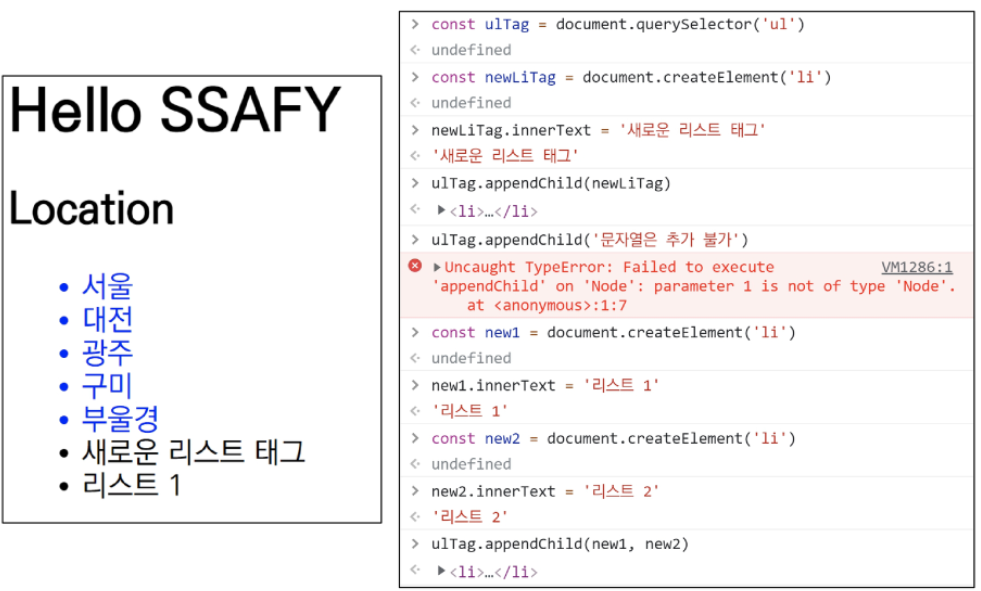 Hello SSAFY
Location
• 서울
• 대전
• 광주
• 구미
• 부울경
• 새로운 리스트 태그
• 리스트 1
> const ulTag = document.querySelector('ul')
<· undefined
> const newLiTag = document.createElement('li')
<· undefined
> newLiTag.innerText = '새로운 리스트 태그'
<· '새로운 리스트 태그'
> ulTag.appendChild(newLiTag)
<· ▶<li>…</li>
> ulTag.appendChild('문자열은 추가 불가')
▶Uncaught TypeError: Failed to execute VM1286:1
'appendChild' on 'Node': parameter 1 is not of type 'Node'.
at <anonymous>:1:7
> const new1 = document.createElement('li')
<· undefined
> new1.innerText = '리스트 1'
<· '리스트 1'
> const new2 = document.createElement('li')
<· undefined
> new2.innerText = '리스트 2'
<· '리스트 2'
> ulTag.appendChild(new1, new2)
<· ▶<li>…</li>